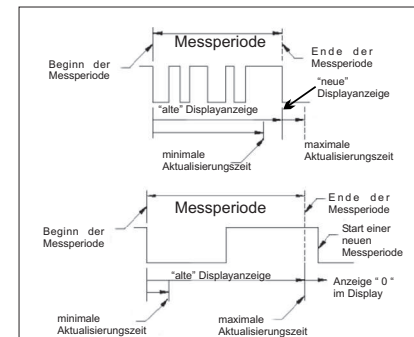 Messperiode
Beginn der
Messperiode
Ende der
Messperiode
“neue”
Displayanzeige
“alte” Displayanzeige
minimale
Aktualisierungszeit
maximale
Aktualisierungszeit
Messperiode
Ende der
Messperiode
Beginn der
Messperiode
Start einer
neuen
Messperiode
“alte” Displayanzeige
Anzeige “ 0 “
im Display
minimale
Aktualisierungszeit
maximale
Aktualisierungszeit